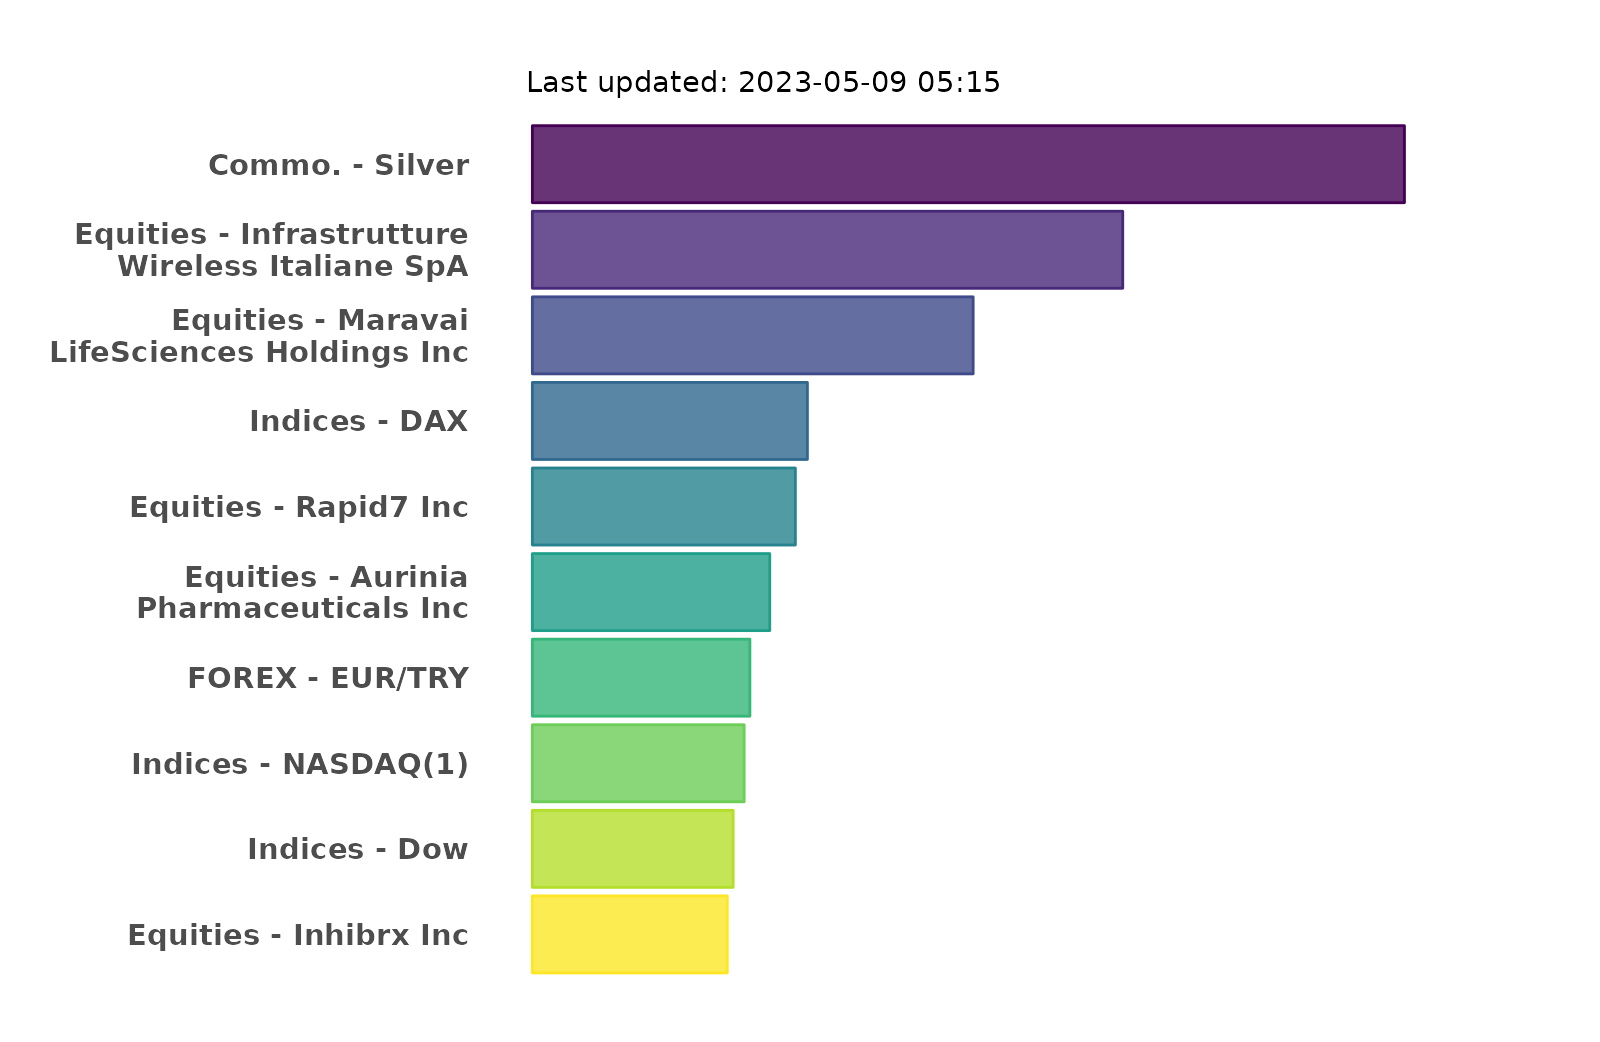 Last updated: 2023-05-09 05:15
Commo. - Silver
Equities - Infrastrutture
Wireless Italiane SpA
Equities - Maravai
LifeSciences Holdings Inc
Indices - DAX
Equities - Rapid7 Inc
Equities - Aurinia
Pharmaceuticals Inc
FOREX - EUR/TRY
Indices - NASDAQ(1)
Indices - Dow
Equities - Inhibrx Inc